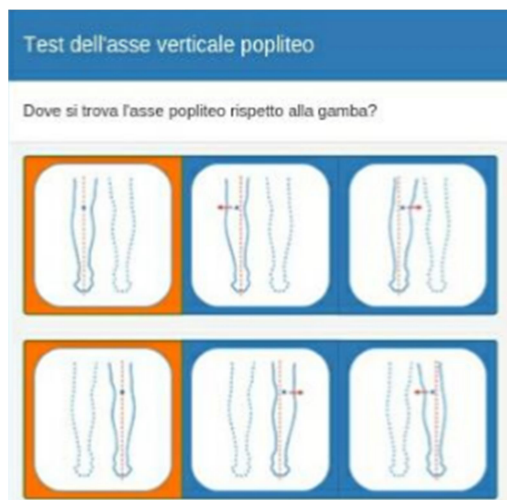 Test dell'asse verticale popliteo
Dove si trova l'asse popliteo rispetto alla gamba?